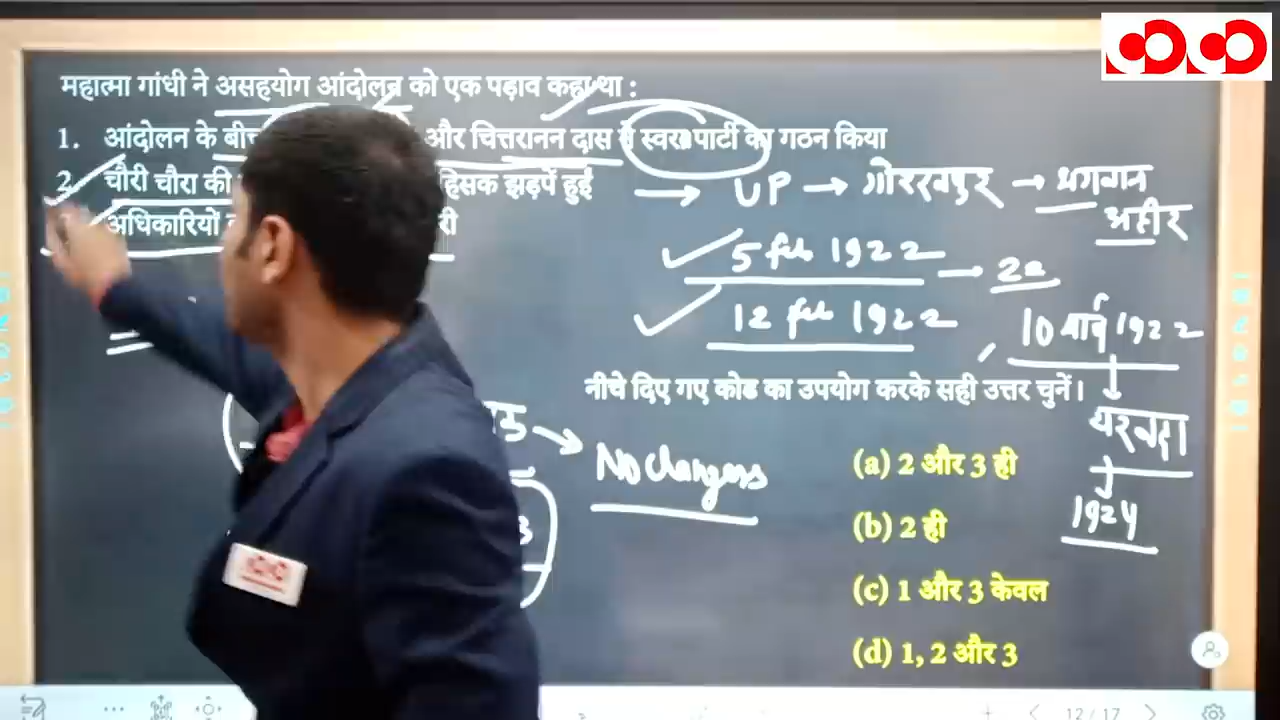 महात्मा गांधी ने असहयोग आंदोलन को एक पड़ाव कहा था :
1. आंदोलन के और चित्तरानन दास ने स्वराज पार्टी का गठन किया
2. चौरी चौरा की हिंसक झड़पें हुईं
अधिकारियों
→ UP → गोरखपुर → भगवान
अहीर
5 feb 1922 → 22
12 feb 1922
10 मार्च 1922
नीचे दिए गए कोड का उपयोग करके सही उत्तर चुनें।
यरवदा
No changers
1924
(a) 2 और 3 ही
(b) 2 ही
(c) 1 और 3 केवल
(d) 1, 2 और 3
12 / 17